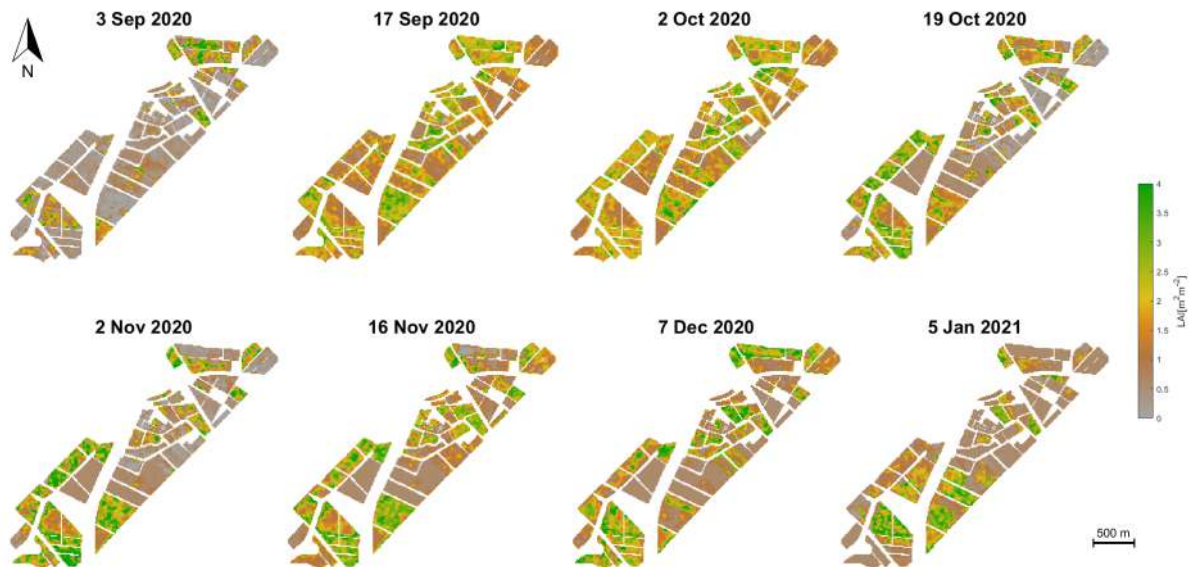 3 Sep 2020
17 Sep 2020
2 Oct 2020
19 Oct 2020
N
4
3.5
3
2.5
2
1.5
1
0.5
0
LAI[m²m⁻²]
2 Nov 2020
16 Nov 2020
7 Dec 2020
5 Jan 2021
500 m